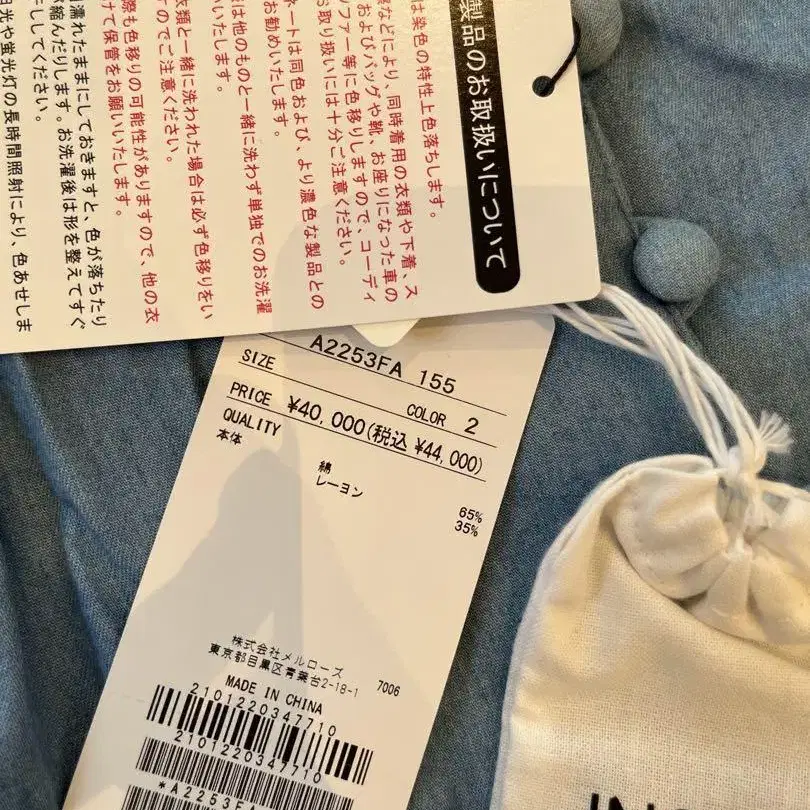 製品のお取扱いについて
は染色の特性上色落ちします。
などにより、同時着用の衣類や下着、ス
およびバッグや靴、お座りになった車の
ファー等に色移りしますので、コーディ
お取り扱いには十分ご注意ください。
ネートは同色および、より濃色な製品との
お勧めいたします。
は他のものと一緒に洗わず単独でのお洗濯
いいたします。
衣類と一緒に洗われた場合は必ず色移りをい
すのでご注意ください。
際も色移りの可能性がありますので、他の衣
けて保管をお願いいたします。
濡れたままにしておきますと、色が落ちたり
が縮んだりします。お洗濯後は形を整えてすぐ
にしてください。
光や蛍光灯の長時間照射により、色あせしま
A2253FA 155
SIZE
COLOR 2
PRICE ¥40,000(税込 ¥44,000)
QUALITY
本体
綿 65%
レーヨン 35%
株式会社メルローズ
東京都目黒区青葉台2-18-1 7006
MADE IN CHINA
2101220347710
2101220347710
*A2253FA
IN